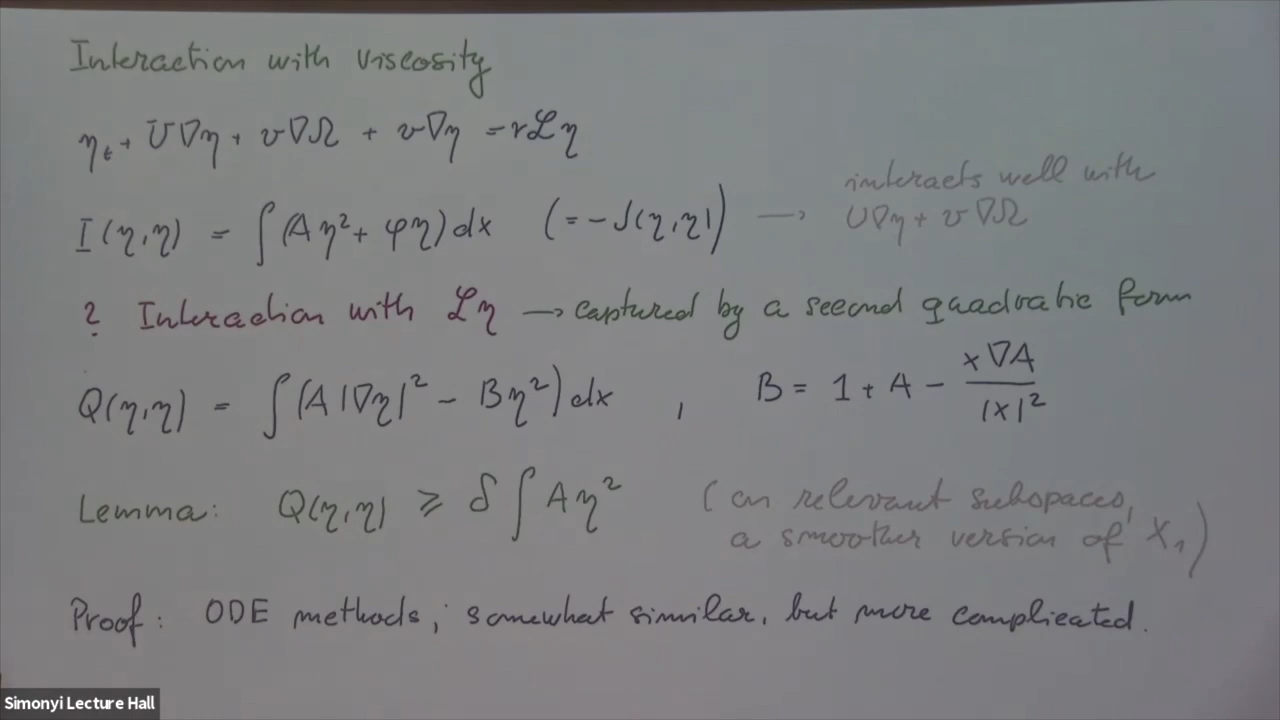 Interaction with viscosity
η_t + U∇η + v∇Ω + v∇η = νℒη
I(η,η) = ∫(Aη² + φη)dx (= -J(η,η)) → interacts well with
U∇η + v∇Ω
? Interaction with ℒη → captured by a second quadratic form
Q(η,η) = ∫(A|∇η|² - Bη²)dx , B = 1 + A - x∇A / |x|²
Lemma: Q(η,η) ⩾ δ∫Aη² (on relevant subspaces,
a smoother version of X₁)
Proof: ODE methods; somewhat similar, but more complicated.
Simonyi Lecture Hall